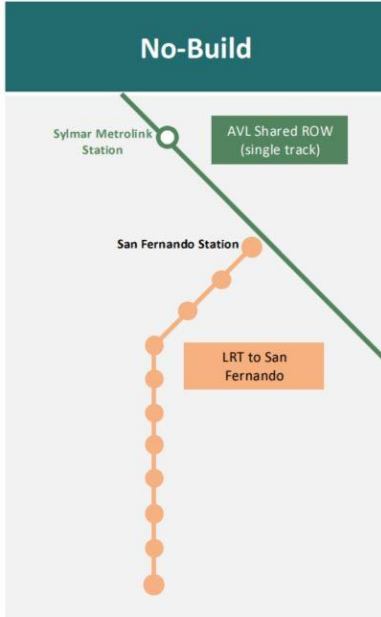 No-Build
Sylmar Metrolink
Station
AVL Shared ROW
(single track)
San Fernando Station
LRT to San
Fernando